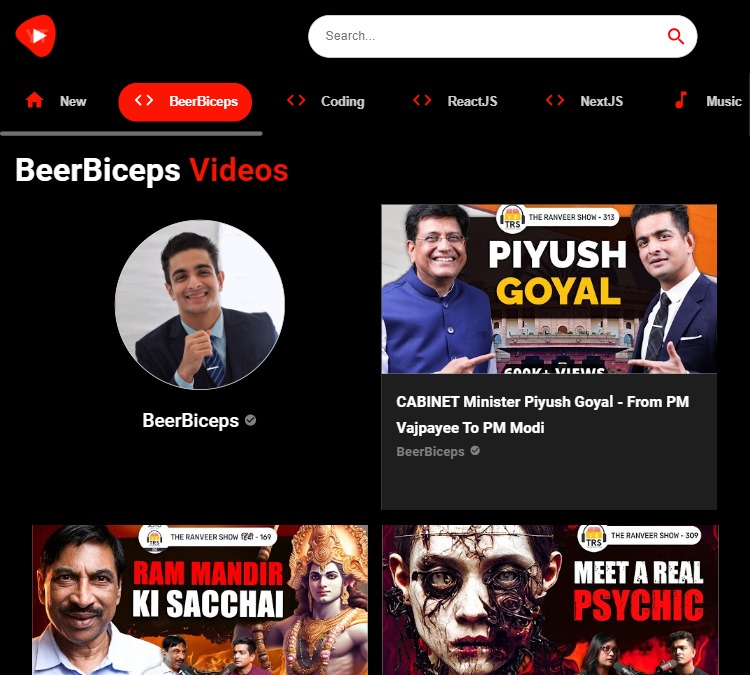 Search...
New
BeerBiceps
Coding
ReactJS
NextJS
Music
BeerBiceps Videos
BeerBiceps
TRS
THE RANVEER SHOW - 313
PIYUSH
GOYAL
600K+ VIEWS
CABINET Minister Piyush Goyal - From PM
Vajpayee To PM Modi
BeerBiceps
THE RANVEER SHOW हिंदी - 169
RAM MANDIR
KI SACCHAI
TRS
THE RANVEER SHOW - 309
MEET A REAL
PSYCHIC